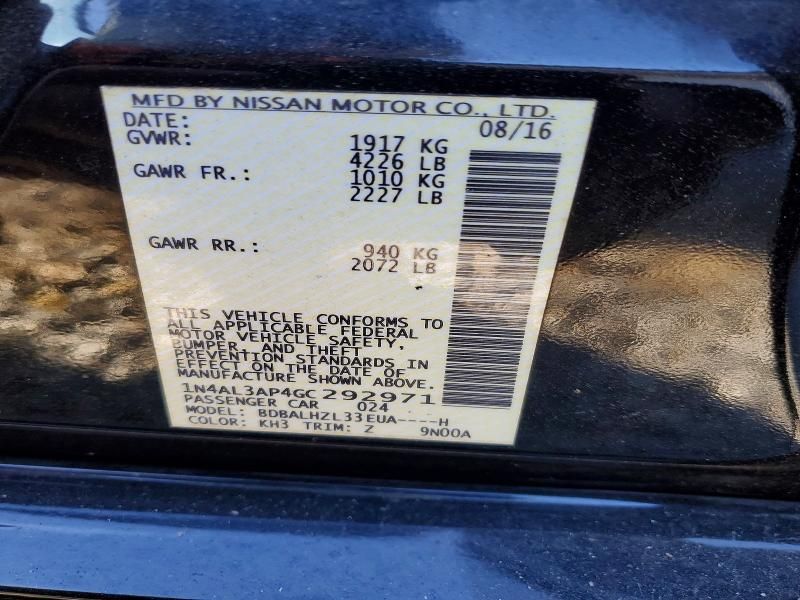 MFD BY NISSAN MOTOR CO., LTD.
DATE: 08/16
GVWR: 1917 KG
4226 LB
GAWR FR.: 1010 KG
2227 LB
GAWR RR.: 940 KG
2072 LB
THIS VEHICLE CONFORMS TO
ALL APPLICABLE FEDERAL
MOTOR VEHICLE SAFETY,
BUMPER, AND THEFT
PREVENTION STANDARDS IN
EFFECT ON THE DATE OF
MANUFACTURE SHOWN ABOVE.
1N4AL3AP4GC292971
PASSENGER CAR 024
MODEL: BDBALHZL33EUA----H
COLOR: KH3 TRIM: Z 9N00A